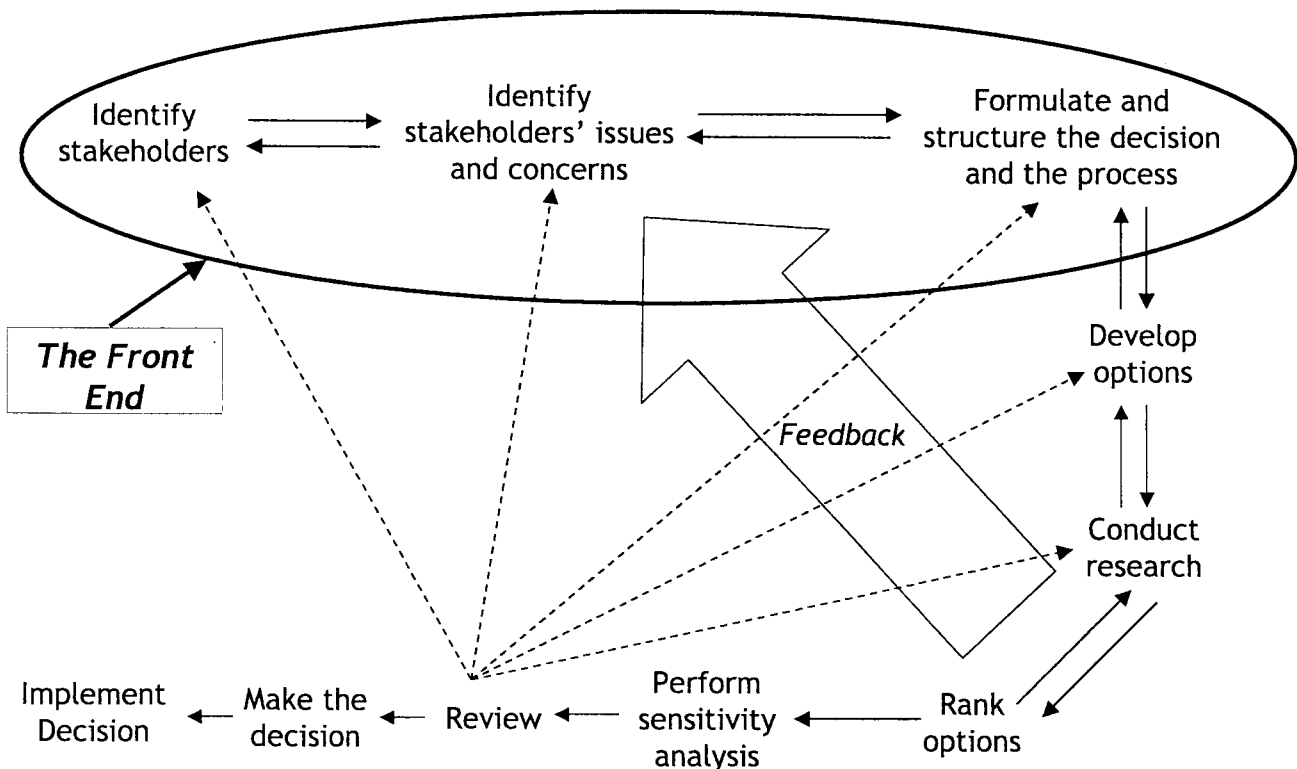 Identify
stakeholders
Identify
stakeholders’ issues
and concerns
Formulate and
structure the decision
and the process
The Front
End
Develop
options
Feedback
Conduct
research
Implement
Decision
Make the
decision
Review
Perform
sensitivity
analysis
Rank
options